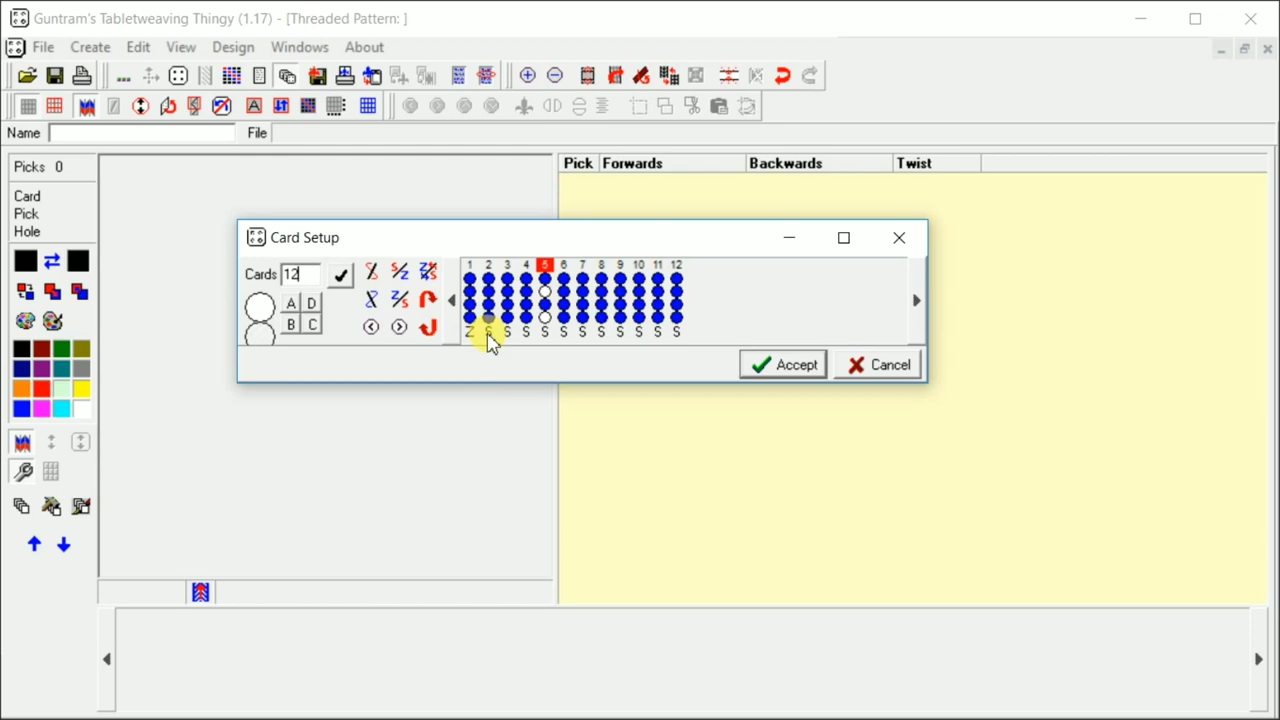 Guntram's Tabletweaving Thingy (1.17) - [Threaded Pattern: ]
File Create Edit View Design Windows About
Name File
Picks 0
Pick Forwards Backwards Twist
Card
Pick
Hole
Card Setup
Cards 12
1 2 3 4 5 6 7 8 9 10 11 12
A D
B C
Z S S S S S S S S S S S
Accept Cancel